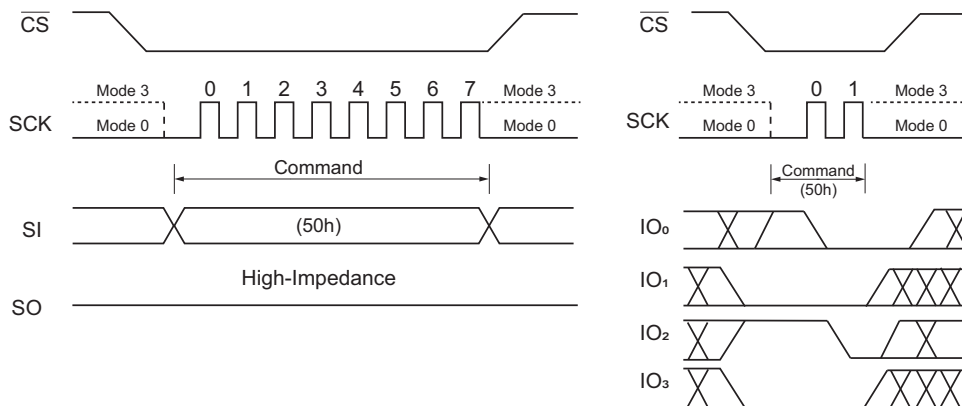 CS
Mode 3
0 1 2 3 4 5 6 7
Mode 3
SCK
Mode 0
Mode 0
Command
SI
(50h)
High-Impedance
SO
CS
Mode 3
0 1
Mode 3
SCK
Mode 0
Mode 0
Command
(50h)
IO₀
IO₁
IO₂
IO₃